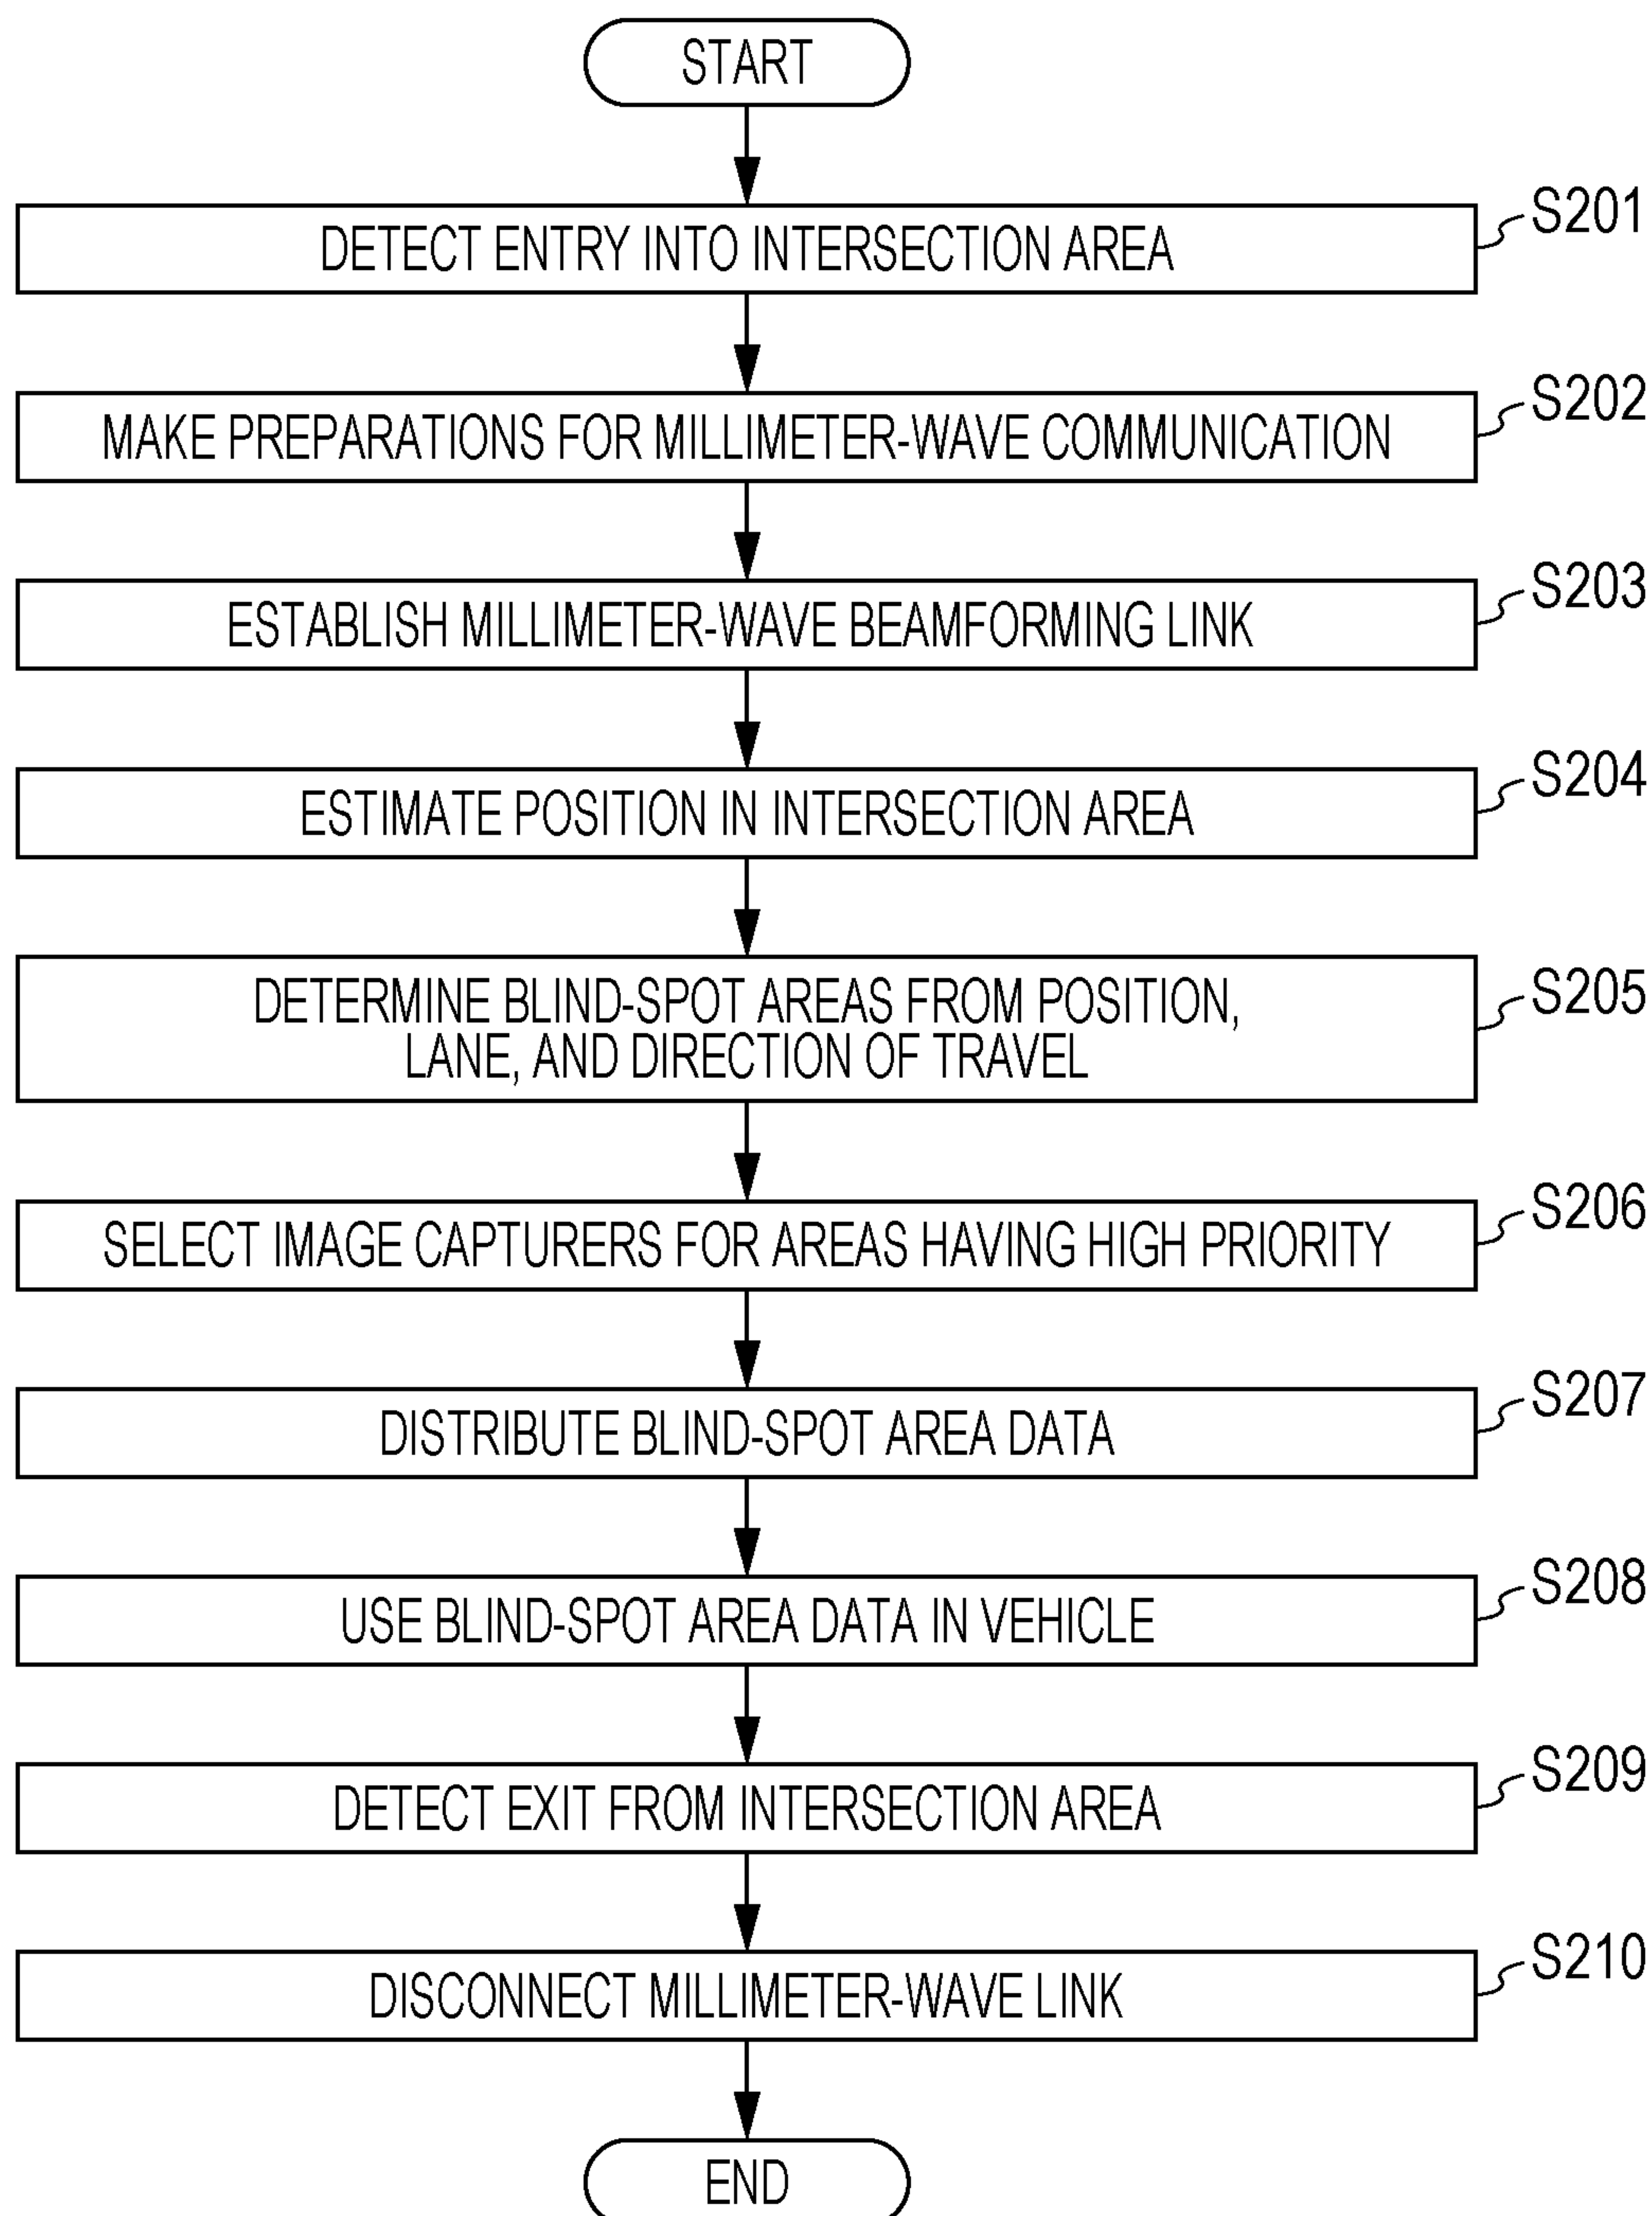 START
DETECT ENTRY INTO INTERSECTION AREA
S201
MAKE PREPARATIONS FOR MILLIMETER-WAVE COMMUNICATION
S202
ESTABLISH MILLIMETER-WAVE BEAMFORMING LINK
S203
ESTIMATE POSITION IN INTERSECTION AREA
S204
DETERMINE BLIND-SPOT AREAS FROM POSITION,
LANE, AND DIRECTION OF TRAVEL
S205
SELECT IMAGE CAPTURERS FOR AREAS HAVING HIGH PRIORITY
S206
DISTRIBUTE BLIND-SPOT AREA DATA
S207
USE BLIND-SPOT AREA DATA IN VEHICLE
S208
DETECT EXIT FROM INTERSECTION AREA
S209
DISCONNECT MILLIMETER-WAVE LINK
S210
END